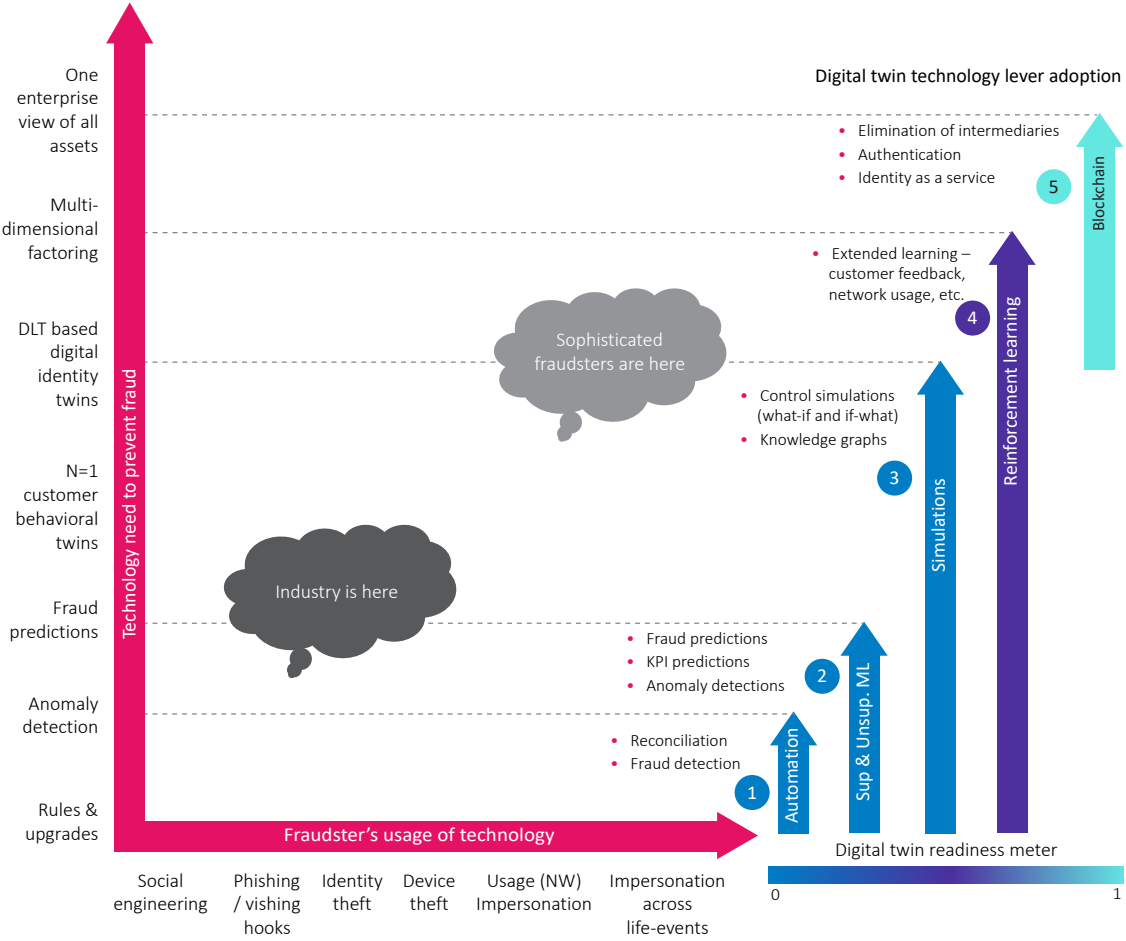 One
enterprise
view of all
assets
Multi-
dimensional
factoring
DLT based
digital
identity
twins
N=1
customer
behavioral
twins
Fraud
predictions
Anomaly
detection
Rules &
upgrades
Technology need to prevent fraud
Digital twin technology lever adoption
• Elimination of intermediaries
• Authentication
• Identity as a service
5
Blockchain
• Extended learning –
customer feedback,
network usage, etc.
4
Reinforcement learning
Sophisticated
fraudsters are here
• Control simulations
(what-if and if-what)
• Knowledge graphs
3
Simulations
Industry is here
• Fraud predictions
• KPI predictions
• Anomaly detections
2
Sup & Unsup. ML
• Reconciliation
• Fraud detection
1
Automation
Fraudster's usage of technology
Social
engineering
Phishing
/ vishing
hooks
Identity
theft
Device
theft
Usage (NW)
Impersonation
Impersonation
across
life-events
Digital twin readiness meter
0
1